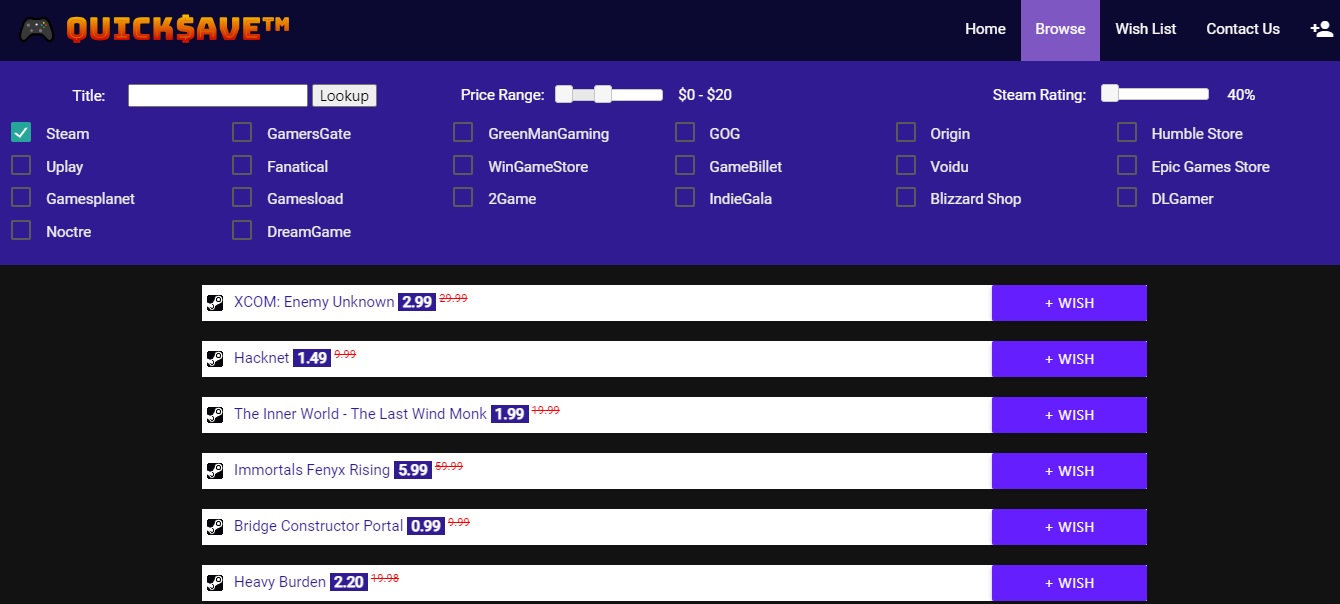 QUICK$AVE™ Home Browse Wish List Contact Us
Title: Lookup Price Range: $0 - $20 Steam Rating: 40%
Steam GamersGate GreenManGaming GOG Origin Humble Store
Uplay Fanatical WinGameStore GameBillet Voidu Epic Games Store
Gamesplanet Gamesload 2Game IndieGala Blizzard Shop DLGamer
Noctre DreamGame
XCOM: Enemy Unknown 2.99 29.99 + WISH
Hacknet 1.49 9.99 + WISH
The Inner World - The Last Wind Monk 1.99 19.99 + WISH
Immortals Fenyx Rising 5.99 59.99 + WISH
Bridge Constructor Portal 0.99 9.99 + WISH
Heavy Burden 2.20 19.98 + WISH